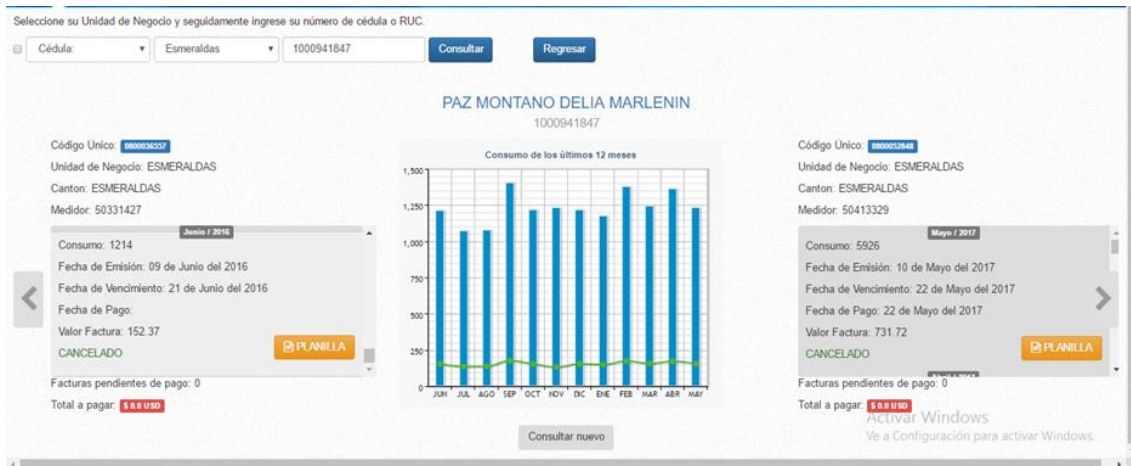 Seleccione su Unidad de Negocio y seguidamente ingrese su número de cédula o RUC.
Cédula: Esmeraldas 1000941847 Consultar Regresar
PAZ MONTANO DELIA MARLENIN
1000941847
Código Único: 0800036557
Unidad de Negocio: ESMERALDAS
Canton: ESMERALDAS
Medidor: 50331427
Junio / 2016
Consumo: 1214
Fecha de Emisión: 09 de Junio del 2016
Fecha de Vencimiento: 21 de Junio del 2016
Fecha de Pago:
Valor Factura: 152.37
CANCELADO
PLANILLA
Facturas pendientes de pago: 0
Total a pagar: $ 0.0 USD
Consumo de los últimos 12 meses
1,500
1,250
1,000
750
500
250
0
JUN JUL AGO SEP OCT NOV DIC ENE FEB MAR ABR MAY
Consultar nuevo
Código Único: 0800052848
Unidad de Negocio: ESMERALDAS
Canton: ESMERALDAS
Medidor: 50413329
Mayo / 2017
Consumo: 5926
Fecha de Emisión: 10 de Mayo del 2017
Fecha de Vencimiento: 22 de Mayo del 2017
Fecha de Pago: 22 de Mayo del 2017
Valor Factura: 731.72
CANCELADO
PLANILLA
Facturas pendientes de pago: 0
Total a pagar: $ 0.0 USD
Activar Windows
Ve a Configuración para activar Windows.